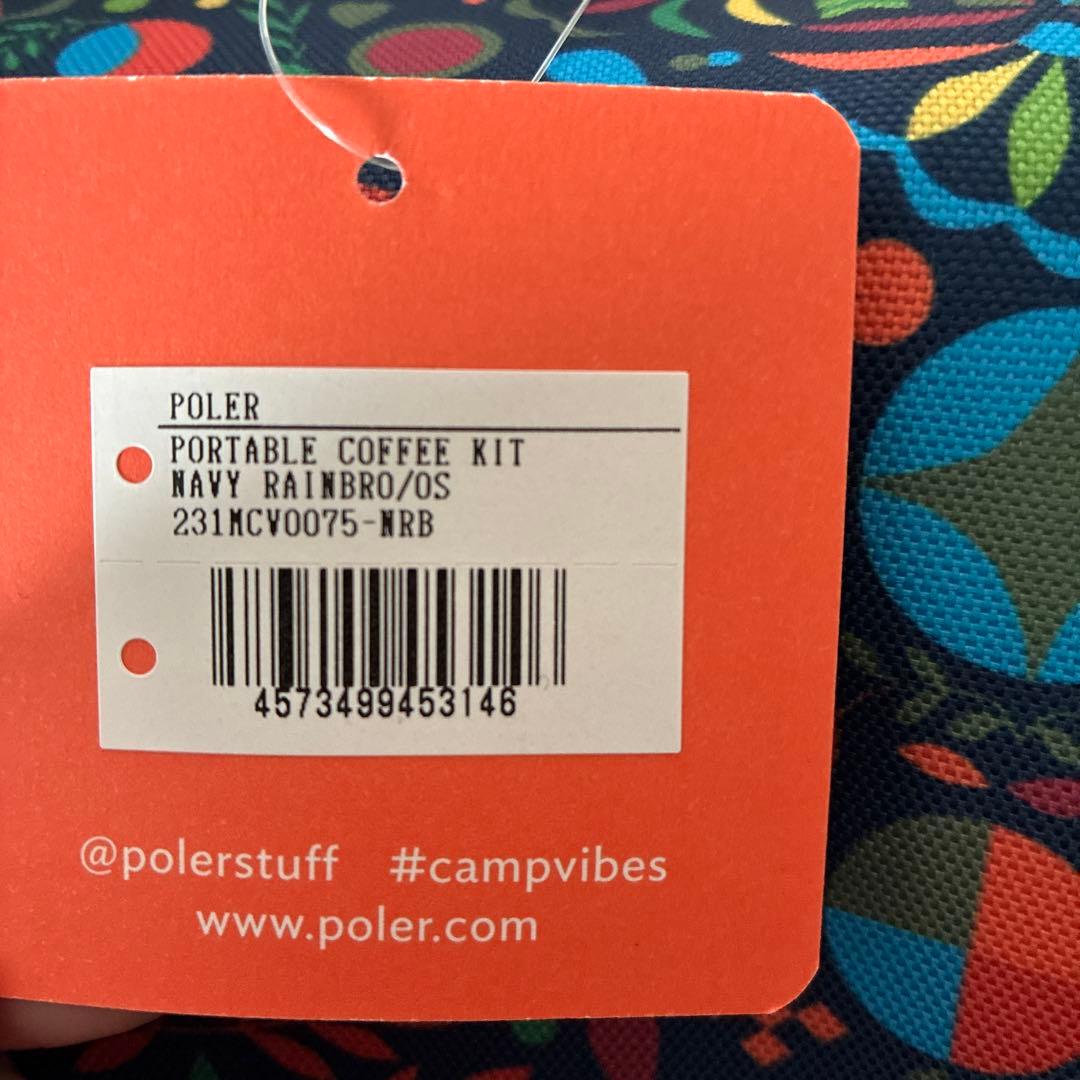 POLER
PORTABLE COFFEE KIT
NAVY RAINBRO/OS
231MCV0075-NRB
4573499453146
@polerstuff #campvibes
www.poler.com